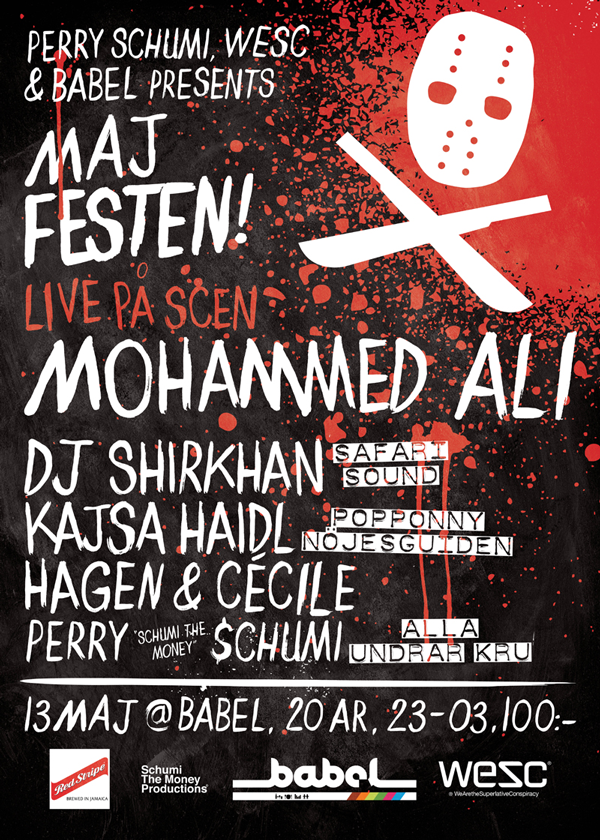 PERRY SCHUMI, WESC
& BABEL PRESENTS
MAJ
FESTEN!
LIVE PÅ SCEN
MOHAMMED ALI
DJ SHIRKHAN SAFARI SOUND
KAJSA HAIDL POPPONNY NÖJESGUIDEN
HAGEN & CÉCILE
PERRY "SCHUMI THE.. MONEY" $CHUMI ALLA UNDRAR KRU
13 MAJ @ BABEL, 20 AR, 23-03, 100:-
Red Stripe
BREWED IN JAMAICA
Schumi
The Money
Productions®
babel
WeSC®
® WeAretheSuperlativeConspiracy